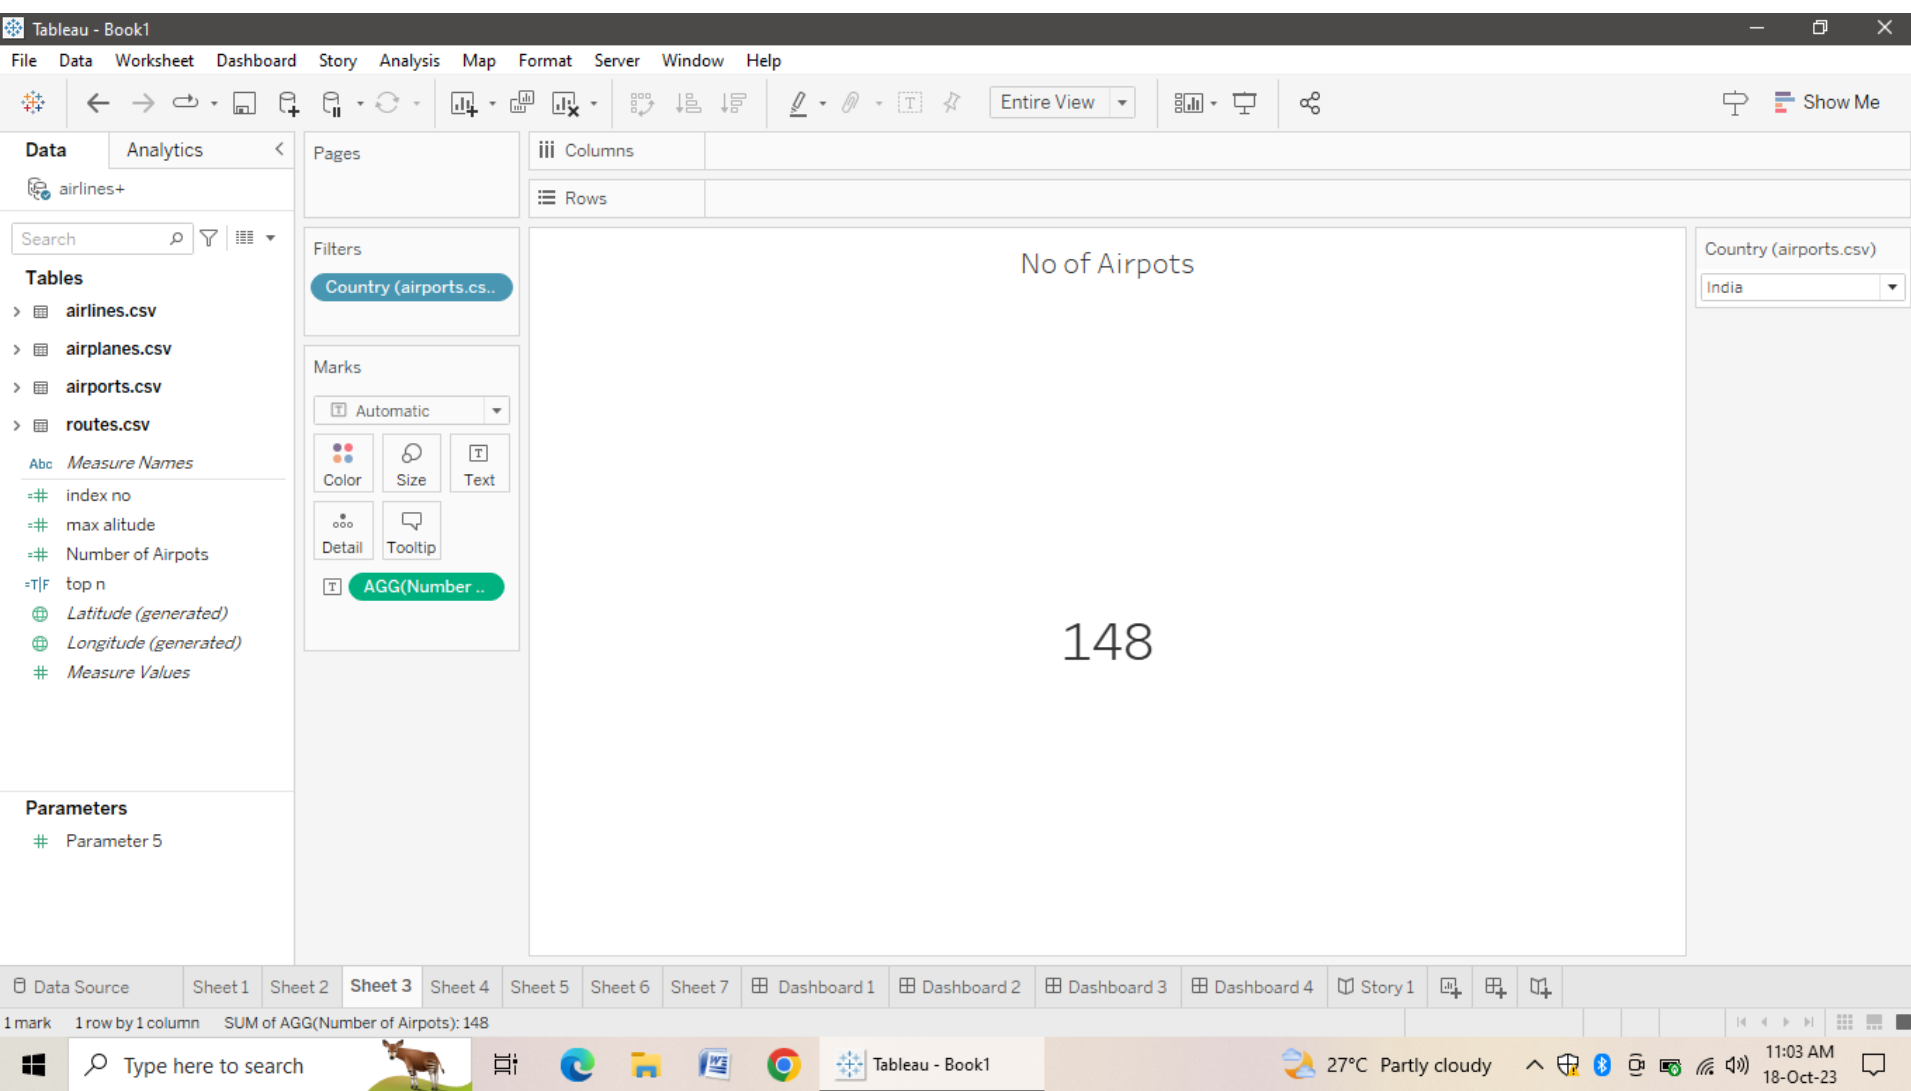 Tableau - Book1
File Data Worksheet Dashboard Story Analysis Map Format Server Window Help
Entire View
Show Me
Data Analytics
airlines+
Search
Tables
airlines.csv
airplanes.csv
airports.csv
routes.csv
Abc Measure Names
=# index no
=# max alitude
=# Number of Airpots
=T|F top n
Latitude (generated)
Longitude (generated)
# Measure Values
Parameters
# Parameter 5
Pages
Filters
Country (airports.cs..
Marks
Automatic
Color Size Text
Detail Tooltip
AGG(Number ..
Columns
Rows
No of Airpots
148
Country (airports.csv)
India
Data Source Sheet 1 Sheet 2 Sheet 3 Sheet 4 Sheet 5 Sheet 6 Sheet 7 Dashboard 1 Dashboard 2 Dashboard 3 Dashboard 4 Story 1
1 mark 1 row by 1 column SUM of AGG(Number of Airpots): 148
Type here to search
Tableau - Book1
27°C Partly cloudy
11:03 AM
18-Oct-23